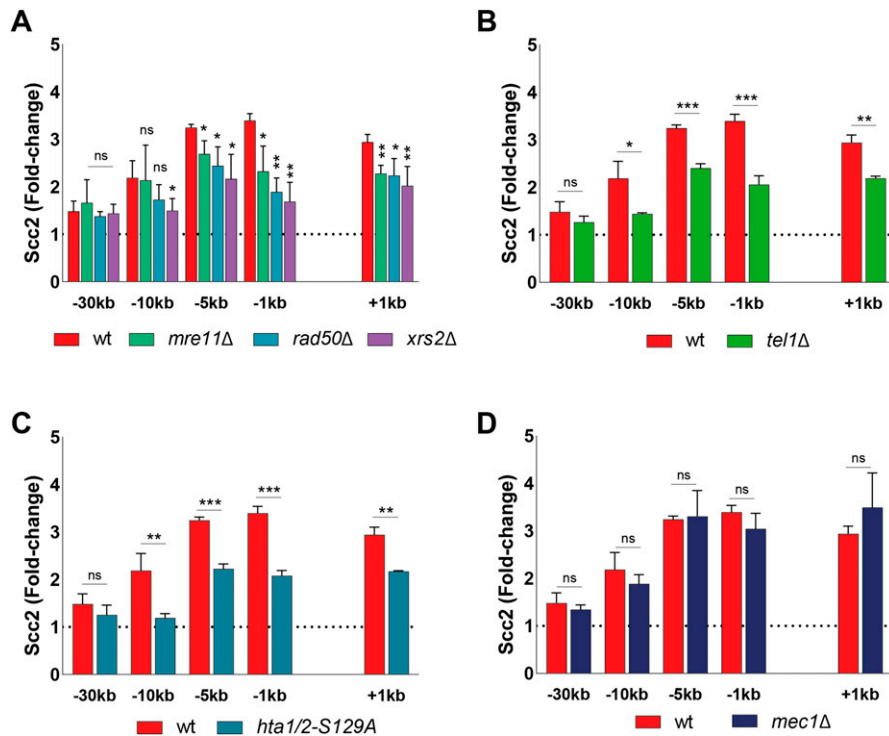 A
Scc2 (Fold-change)
5
4
3
2
1
0
ns
ns
ns
*
*
*
*
*
**
**
**
*
**
-30kb -10kb -5kb -1kb +1kb
wt mre11Δ rad50Δ xrs2Δ
B
Scc2 (Fold-change)
5
4
3
2
1
0
ns
*
***
***
**
-30kb -10kb -5kb -1kb +1kb
wt tel1Δ
C
Scc2 (Fold-change)
5
4
3
2
1
0
ns
**
***
***
**
-30kb -10kb -5kb -1kb +1kb
wt hta1/2-S129A
D
Scc2 (Fold-change)
5
4
3
2
1
0
ns
ns
ns
ns
ns
-30kb -10kb -5kb -1kb +1kb
wt mec1Δ